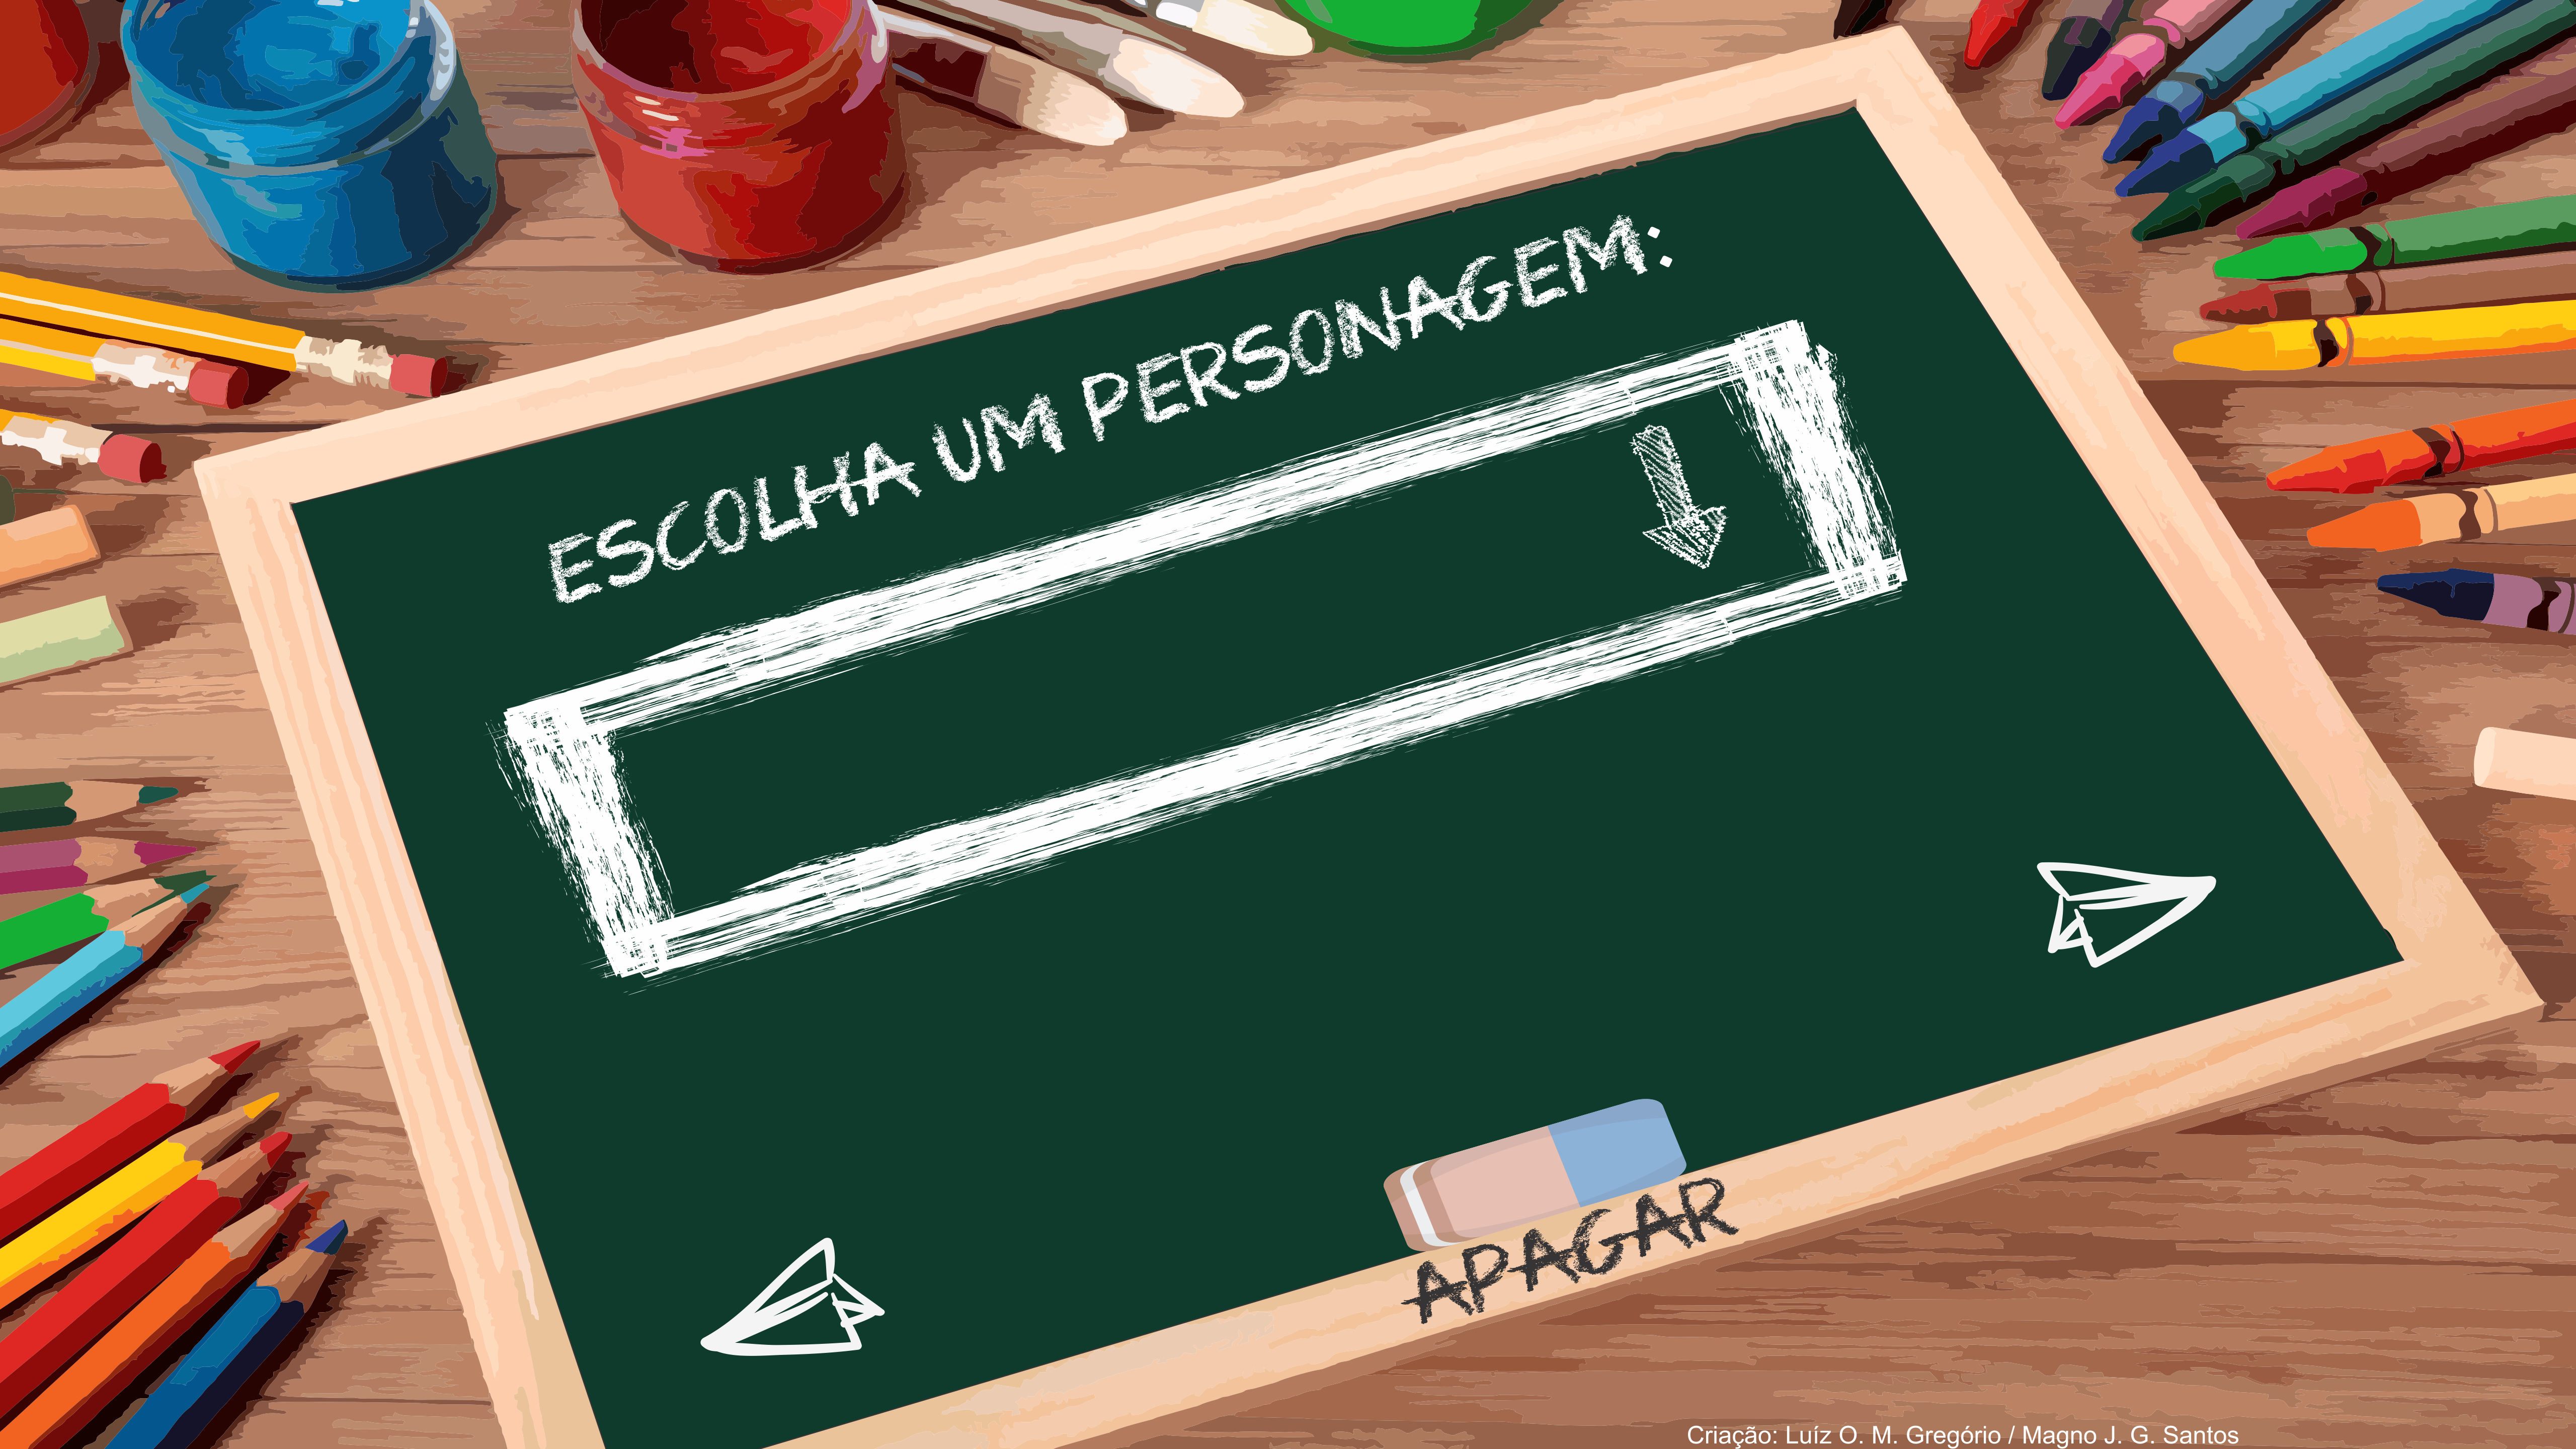 ESCOLHA UM PERSONAGEM:
APAGAR
Criação: Luíz O. M. Gregório / Magno J. G. Santos